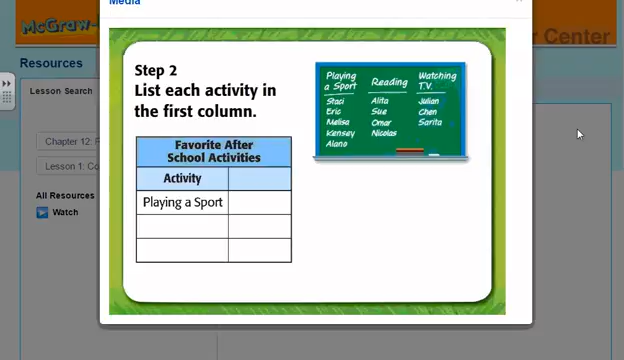 Media
McGraw-
Center
Resources
Lesson Search
Chapter 12:
Lesson 1:
All Resources
Watch
Step 2
List each activity in
the first column.
Favorite After
School Activities
Activity
Playing a Sport
Playing
a Sport
Staci
Eric
Melisa
Kensey
Alano
Reading
Alita
Sue
Omar
Nicolas
Watching
T.V.
Julian
Chen
Sarita